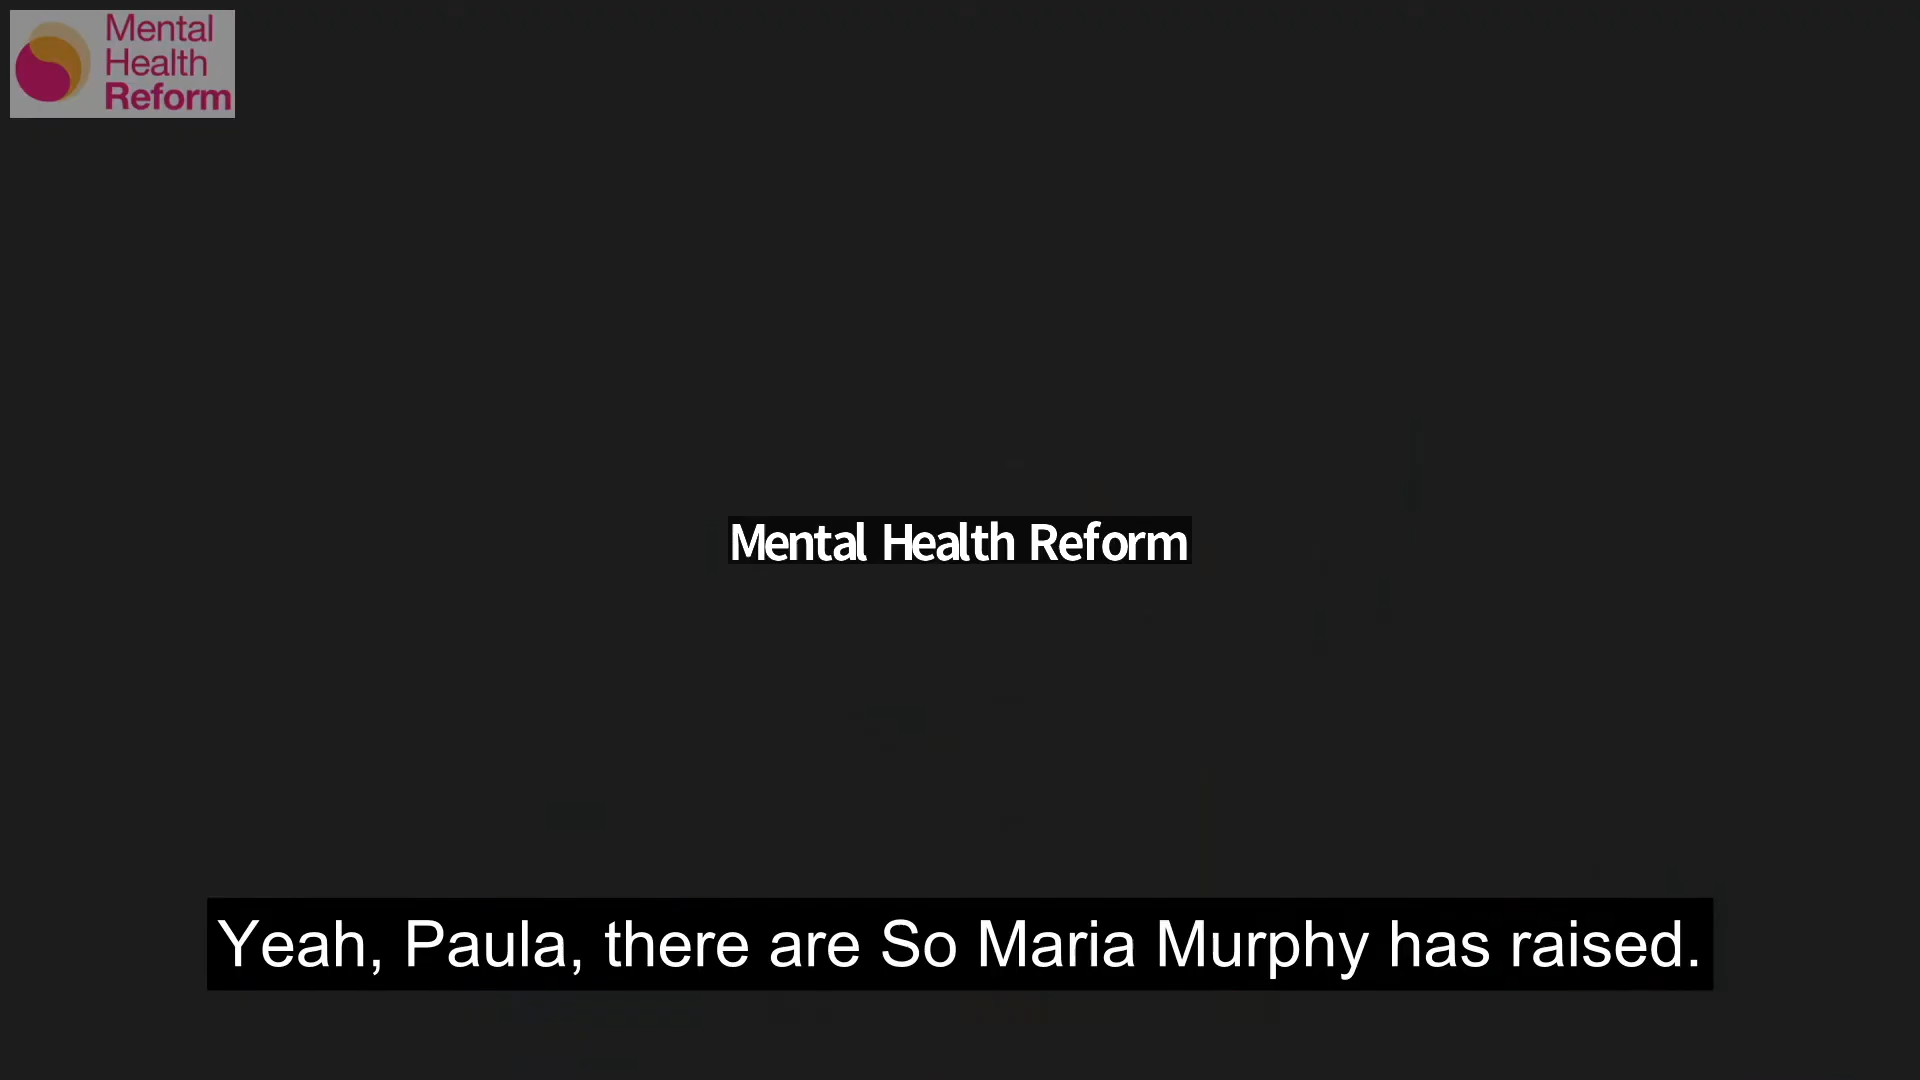 Mental
Health
Reform
Mental Health Reform
Yeah, Paula, there are So Maria Murphy has raised.